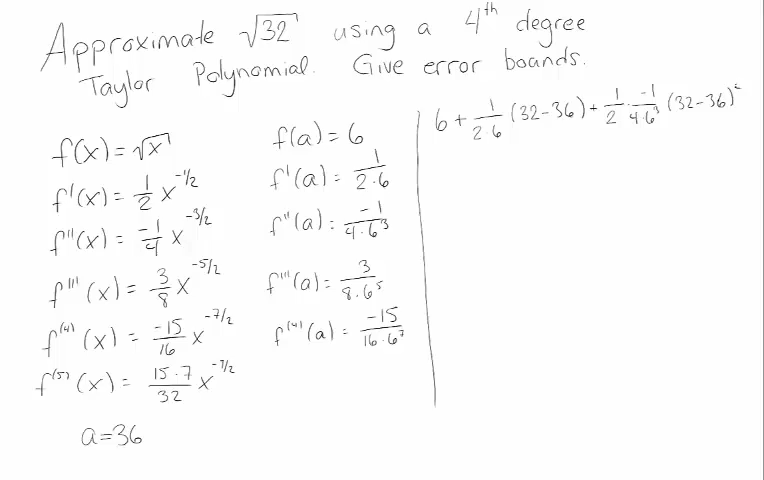 Approximate √32 using a 4th degree
Taylor Polynomial. Give error bounds.
f(x) = √x
f'(x) = 1/2 x^-1/2
f''(x) = -1/4 x^-3/2
f'''(x) = 3/8 x^-5/2
f^(4)(x) = -15/16 x^-7/2
f^(5)(x) = 15·7/32 x^-9/2
a=36
f(a) = 6
f'(a) = 1/2·6
f''(a) = -1/4·6^3
f'''(a) = 3/8·6^5
f^(4)(a) = -15/16·6^7
6 + 1/2·6 (32-36) + 1/2 · -1/4·6^3 (32-36)^2